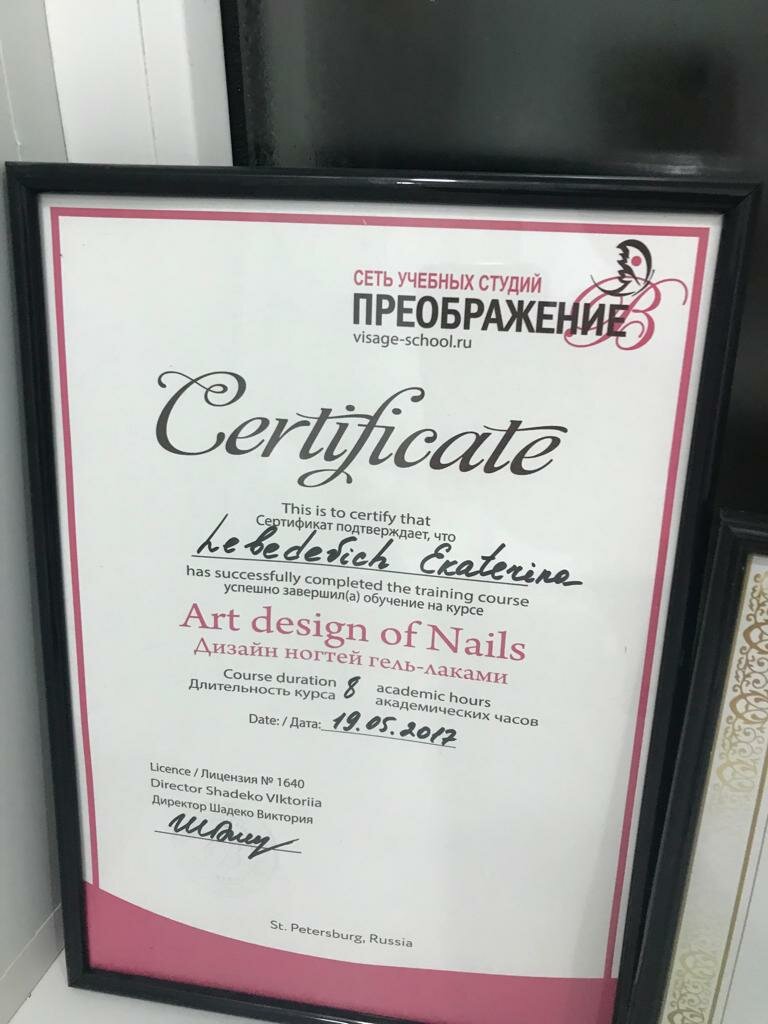 СЕТЬ УЧЕБНЫХ СТУДИЙ
ПРЕОБРАЖЕНИЕ
visage-school.ru
Certificate
This is to certify that
Сертификат подтверждает, что
Lebedevich Ekaterina
has successfully completed the training course
успешно завершил(а) обучение на курсе
Art design of Nails
Дизайн ногтей гель-лаками
Course duration 8 academic hours
Длительность курса академических часов
Date: / Дата: 19.05.2017
Licence / Лицензия № 1640
Director Shadeko VIktoriia
Директор Шадеко Виктория
St. Petersburg, Russia